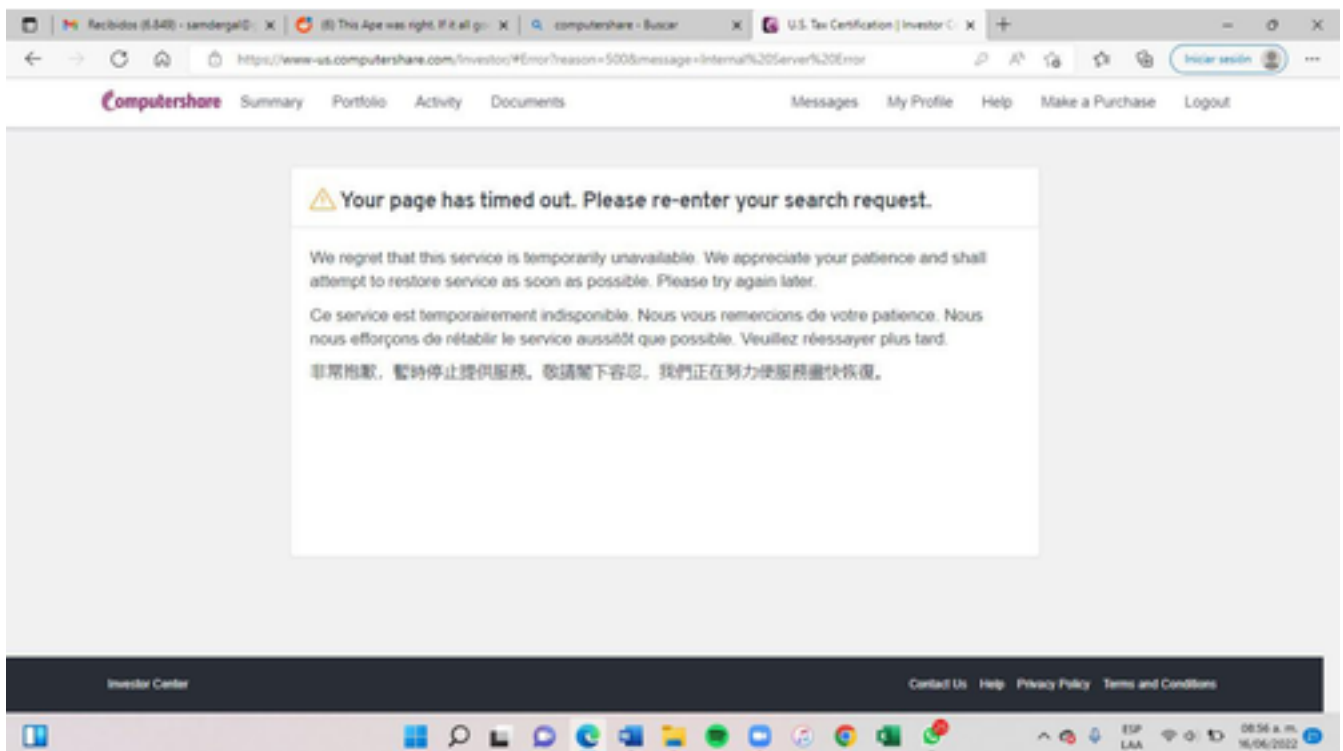 Recibidos (6.849) - samdergal@
(6) This Ape was right. If it all go
computershare - Buscar
U.S. Tax Certification | Investor C
https://www-us.computershare.com/Investor/#Error?reason=500&message=Internal%20Server%20Error
Iniciar sesión
Computershare Summary Portfolio Activity Documents Messages My Profile Help Make a Purchase Logout
Your page has timed out. Please re-enter your search request.
We regret that this service is temporarily unavailable. We appreciate your patience and shall
attempt to restore service as soon as possible. Please try again later.
Ce service est temporairement indisponible. Nous vous remercions de votre patience. Nous
nous efforçons de rétablir le service aussitôt que possible. Veuillez réessayer plus tard.
非常抱歉，暫時停止提供服務。敬請閣下容忍，我們正在努力使服務盡快恢復。
Investor Center Contact Us Help Privacy Policy Terms and Conditions
ESP
LAA
08:56 a. m.
16/06/2022